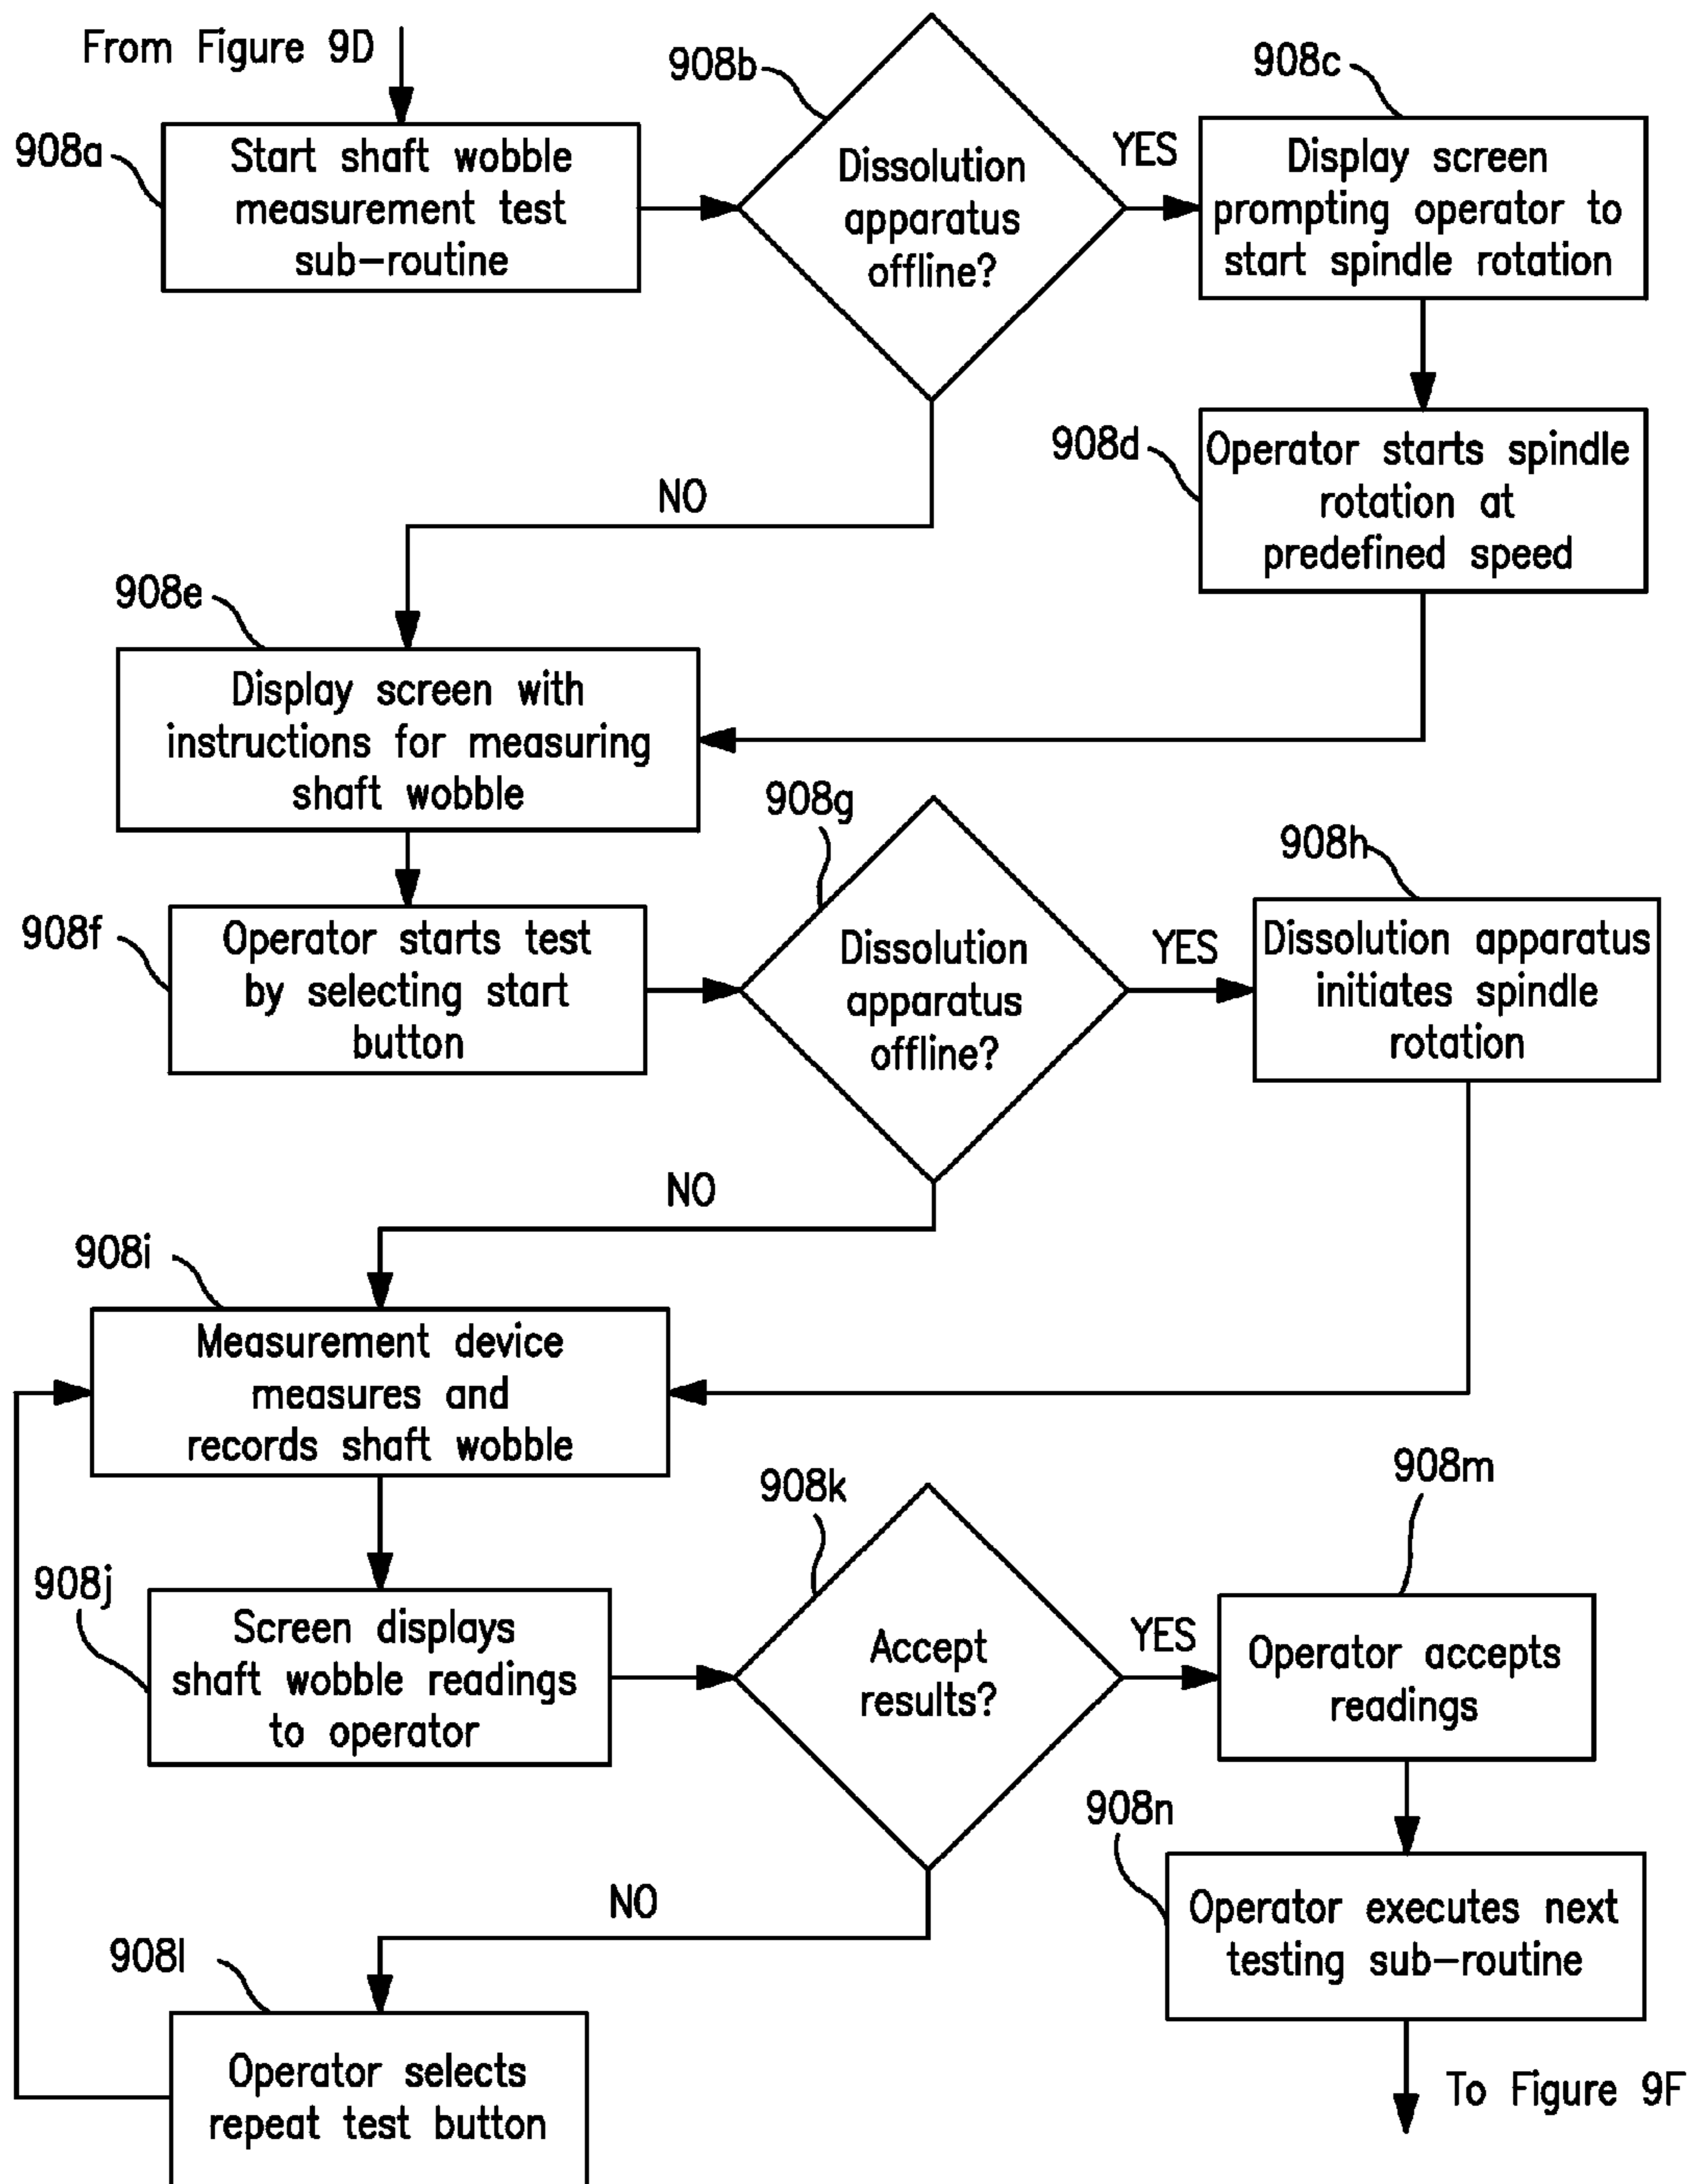 From Figure 9D
908a
Start shaft wobble
measurement test
sub-routine
908b
Dissolution
apparatus
offline?
YES
908c
Display screen
prompting operator to
start spindle rotation
908d
Operator starts spindle
rotation at
predefined speed
NO
908e
Display screen with
instructions for measuring
shaft wobble
908f
Operator starts test
by selecting start
button
908g
Dissolution
apparatus
offline?
YES
908h
Dissolution apparatus
initiates spindle
rotation
NO
908i
Measurement device
measures and
records shaft wobble
908j
Screen displays
shaft wobble readings
to operator
908k
Accept
results?
YES
908m
Operator accepts
readings
908n
Operator executes next
testing sub-routine
NO
908l
Operator selects
repeat test button
To Figure 9F